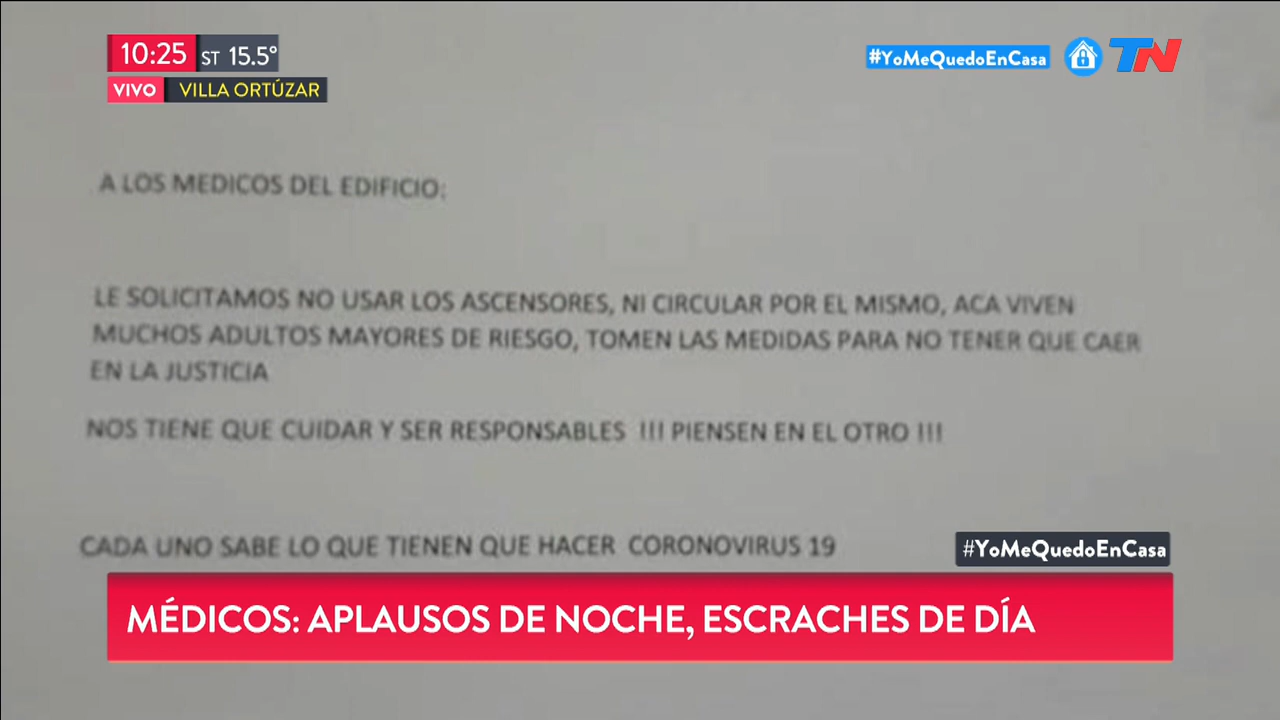 10:25 ST 15.5°
#YoMeQuedoEnCasa TN
VIVO VILLA ORTÚZAR
A LOS MEDICOS DEL EDIFICIO:
LE SOLICITAMOS NO USAR LOS ASCENSORES, NI CIRCULAR POR EL MISMO, ACA VIVEN
MUCHOS ADULTOS MAYORES DE RIESGO, TOMEN LAS MEDIDAS PARA NO TENER QUE CAER
EN LA JUSTICIA
NOS TIENE QUE CUIDAR Y SER RESPONSABLES !!! PIENSEN EN EL OTRO !!!
CADA UNO SABE LO QUE TIENEN QUE HACER CORONOVIRUS 19
#YoMeQuedoEnCasa
MÉDICOS: APLAUSOS DE NOCHE, ESCRACHES DE DÍA